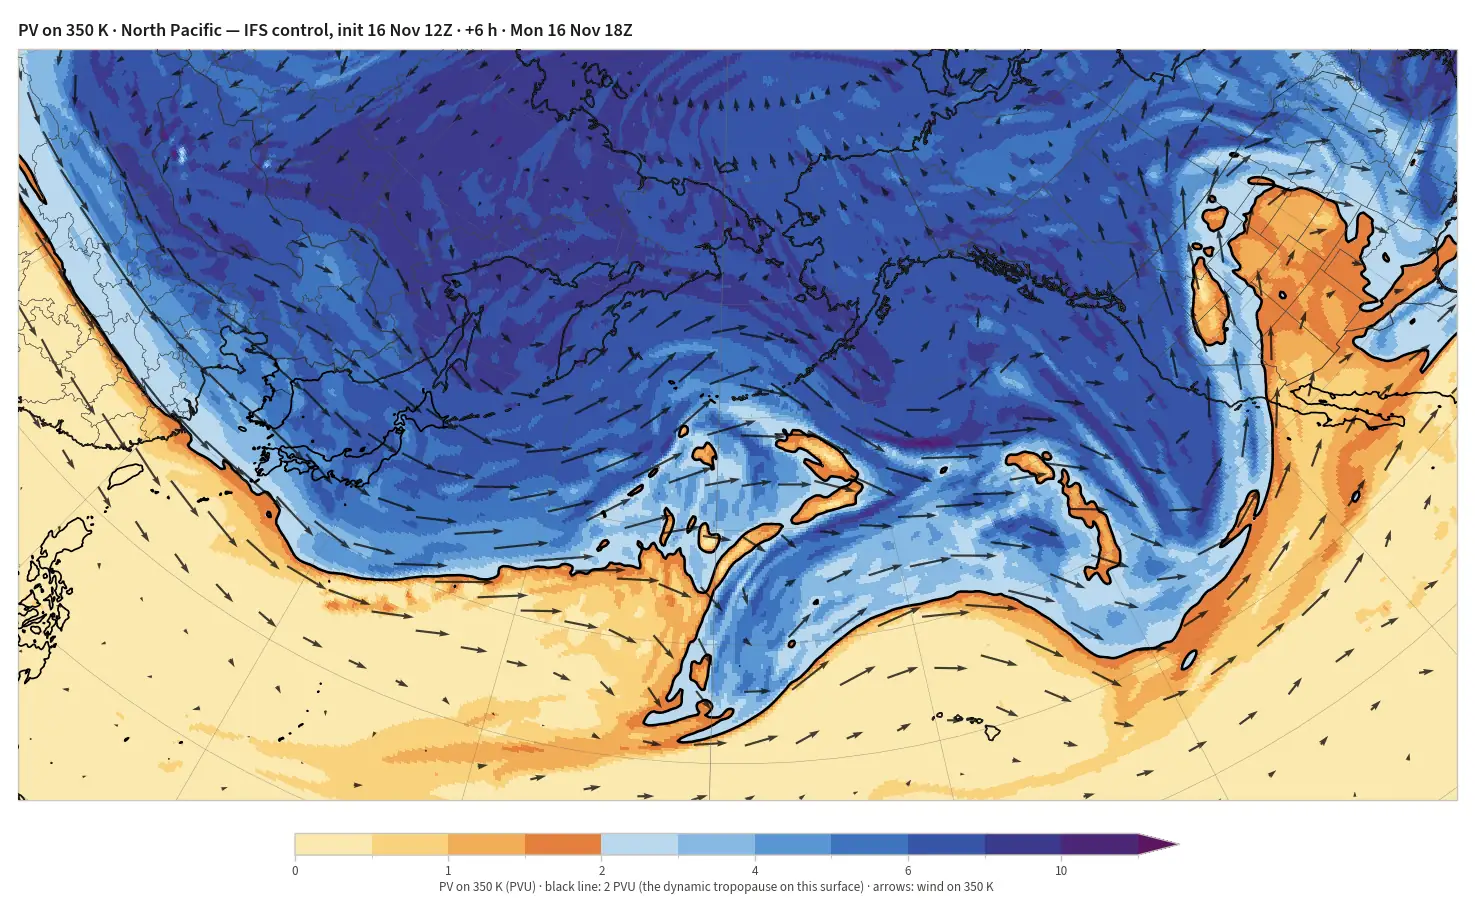 PV on 350 K · North Pacific — IFS control, init 16 Nov 12Z · +6 h · Mon 16 Nov 18Z
0 1 2 4 6 10
PV on 350 K (PVU) · black line: 2 PVU (the dynamic tropopause on this surface) · arrows: wind on 350 K